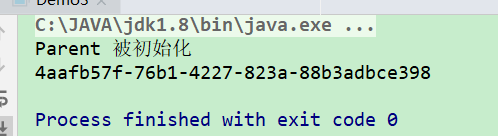 Demo3
C:\JAVA\jdk1.8\bin\java.exe ...
Parent 被初始化
4aafb57f-76b1-4227-823a-88b3adbce398
Process finished with exit code 0